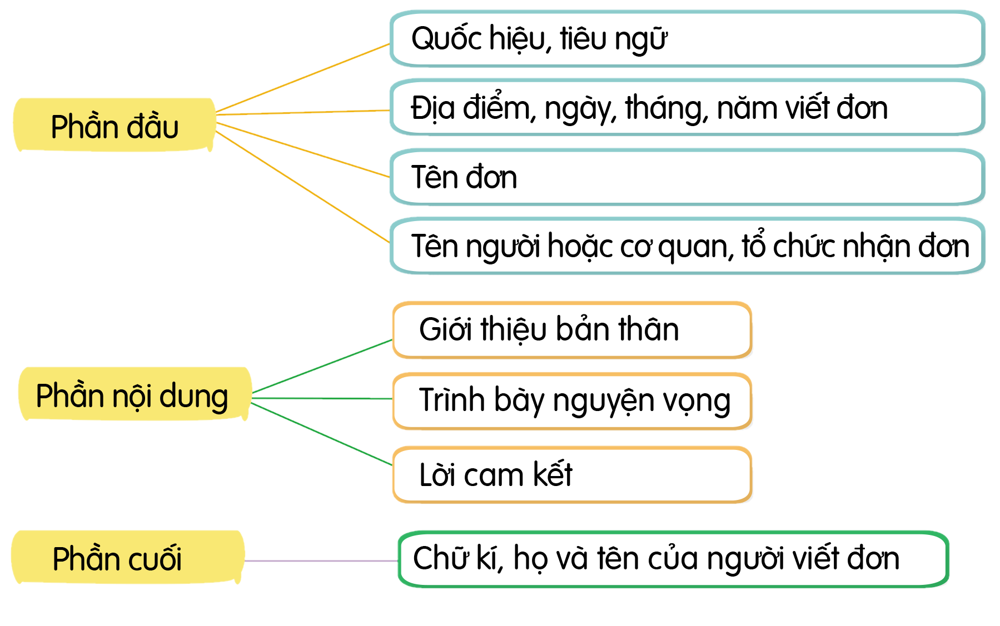 Phần đầu
Quốc hiệu, tiêu ngữ
Địa điểm, ngày, tháng, năm viết đơn
Tên đơn
Tên người hoặc cơ quan, tổ chức nhận đơn
Phần nội dung
Giới thiệu bản thân
Trình bày nguyện vọng
Lời cam kết
Phần cuối
Chữ kí, họ và tên của người viết đơn